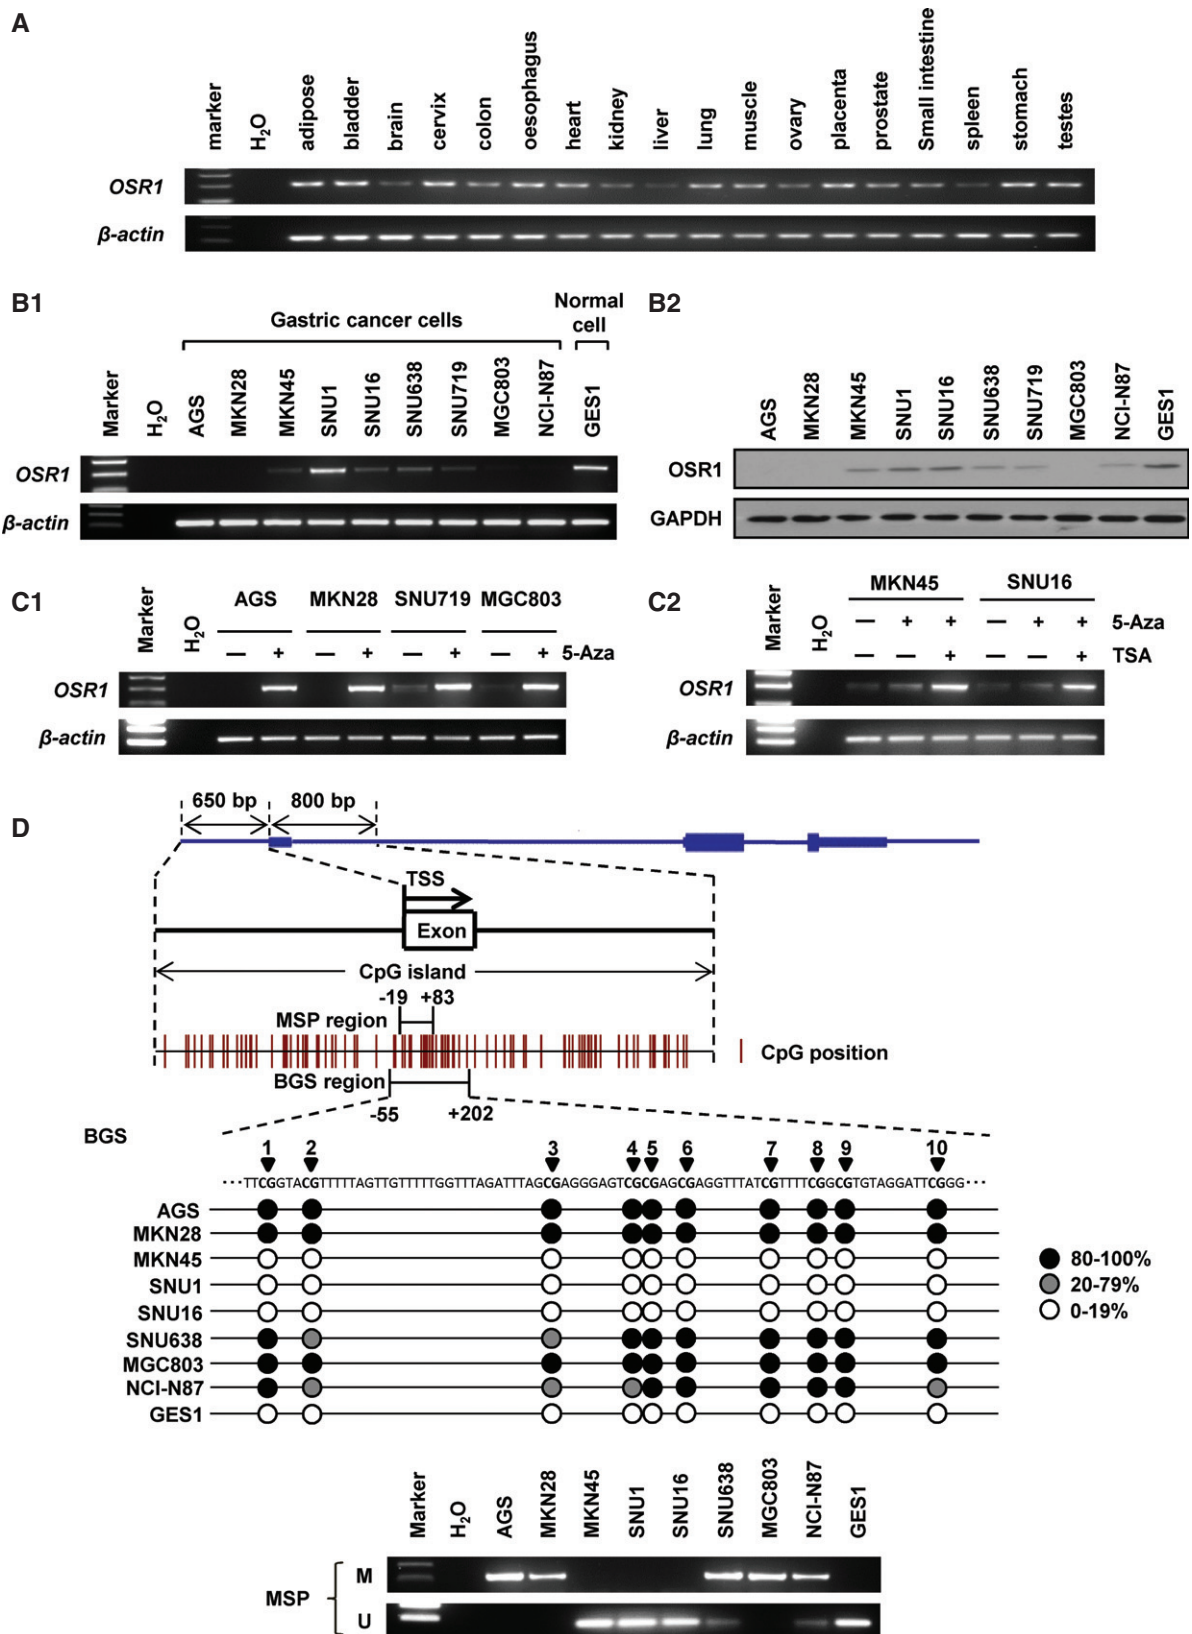 A
marker
H2O
adipose
bladder
brain
cervix
colon
oesophagus
heart
kidney
liver
lung
muscle
ovary
placenta
prostate
Small intestine
spleen
stomach
testes
OSR1
β-actin
B1
Gastric cancer cells
Normal
cell
Marker
H2O
AGS
MKN28
MKN45
SNU1
SNU16
SNU638
SNU719
MGC803
NCI-N87
GES1
OSR1
β-actin
B2
AGS
MKN28
MKN45
SNU1
SNU16
SNU638
SNU719
MGC803
NCI-N87
GES1
OSR1
GAPDH
C1
Marker
H2O
AGS MKN28 SNU719 MGC803
— + — + — + — + 5-Aza
OSR1
β-actin
C2
Marker
H2O
MKN45 SNU16
— + + — + + 5-Aza
— — + — — + TSA
OSR1
β-actin
D
650 bp 800 bp
TSS
Exon
CpG island
-19 +83
MSP region
CpG position
BGS region
-55 +202
BGS
1 2 3 4 5 6 7 8 9 10
···TTCGGTACGTTTTTAGTTGTTTTTGGTTTAGATTTAGCGAGGGAGTCGCGAGCGAGGTTTATCGTTTTCGGCGTGTAGGATTCGGG···
AGS
MKN28
MKN45
SNU1
SNU16
SNU638
MGC803
NCI-N87
GES1
80-100%
20-79%
0-19%
Marker
H2O
AGS
MKN28
MKN45
SNU1
SNU16
SNU638
MGC803
NCI-N87
GES1
MSP
M
U